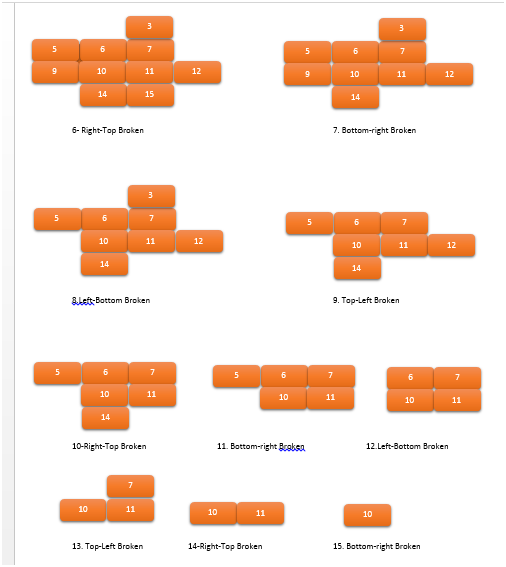 3 3
5 6 7 5 6 7
9 10 11 12 9 10 11 12
14 15 14
6- Right-Top Broken 7. Bottom-right Broken
3
5 6 7 5 6 7
10 11 12 10 11 12
14 14
8.Left-Bottom Broken 9. Top-Left Broken
5 6 7 5 6 7 6 7
10 11 10 11 10 11
14
10-Right-Top Broken 11. Bottom-right Broken 12.Left-Bottom Broken
7
10 11 10 11 10
13. Top-Left Broken 14-Right-Top Broken 15. Bottom-right Broken